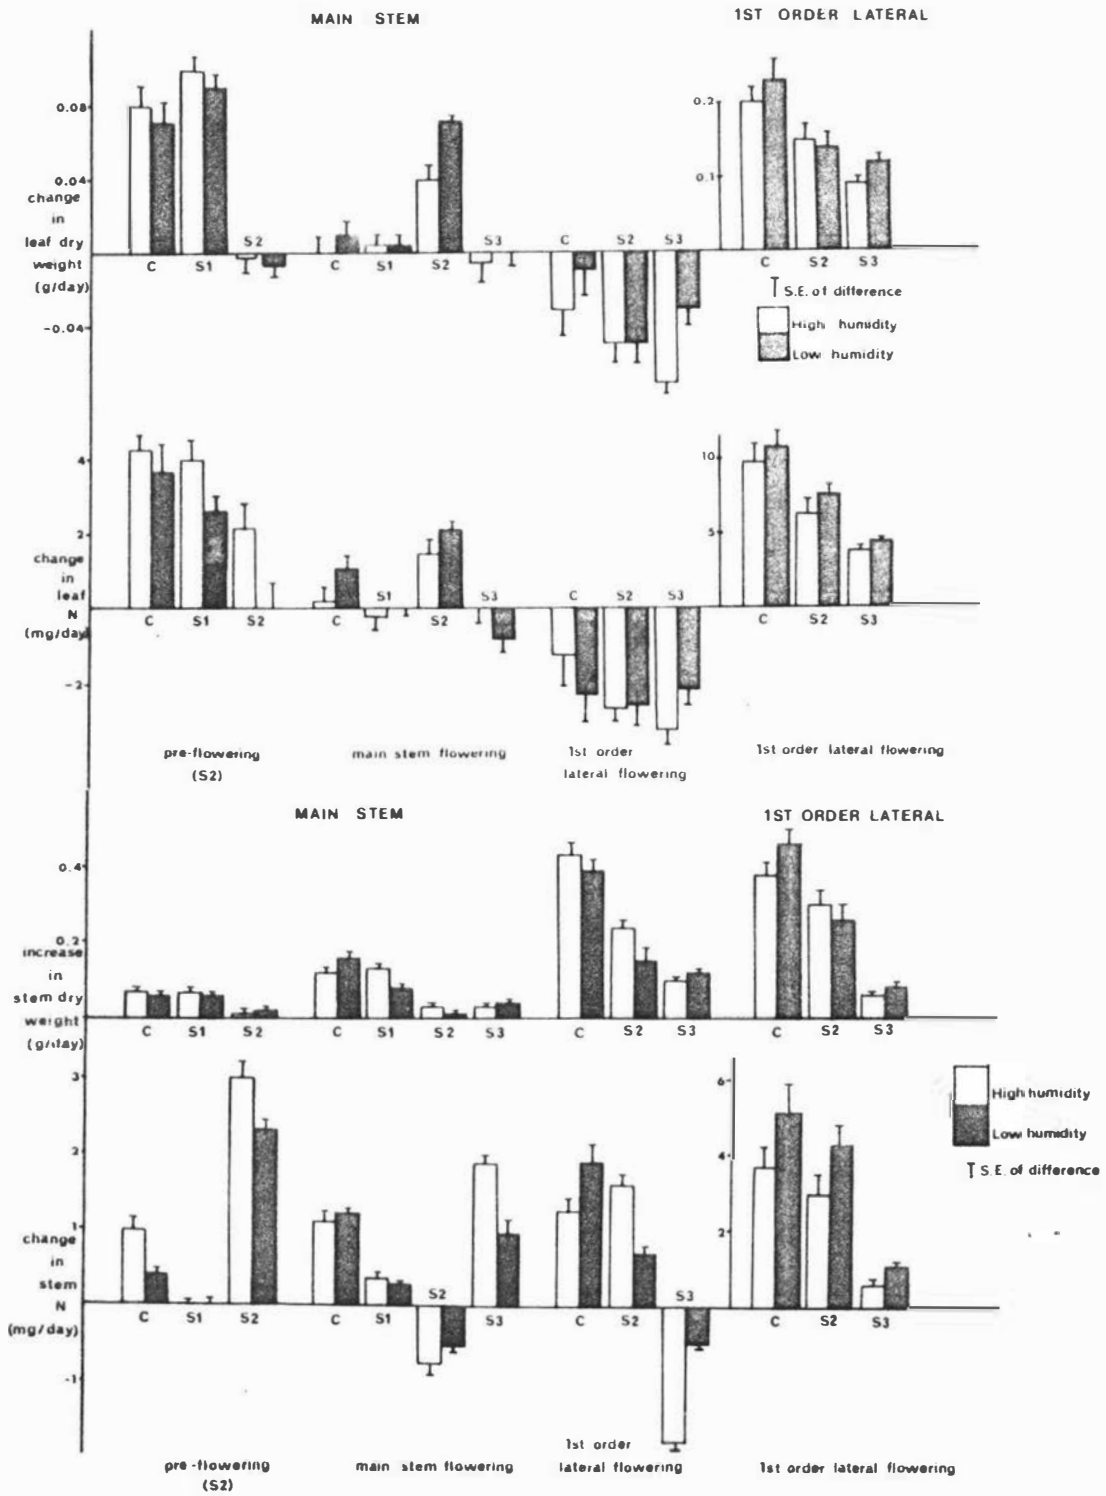 MAIN STEM
1ST ORDER LATERAL
0.08
0.04
change
in
leaf dry
weight
(g/day)
-0.04
C S1 S2
C S1 S2 S3
C S2 S3
0.2
0.1
C S2 S3
S.E. of difference
High humidity
Low humidity
4
2
change
in
leaf
N
(mg/day)
-2
C S1 S2
C S1 S2 S3
C S2 S3
10
5
C S2 S3
pre-flowering
(S2)
main stem flowering
1st order
lateral flowering
1st order lateral flowering
MAIN STEM
1ST ORDER LATERAL
0.4
0.2
increase
in
stem dry
weight
(g/day)
C S1 S2
C S1 S2 S3
C S2 S3
C S2 S3
3
2
1
change
in
stem
N
(mg/day)
-1
C S1 S2
C S1 S2 S3
C S2 S3
6
4
2
C S2 S3
High humidity
Low humidity
S.E. of difference
pre-flowering
(S2)
main stem flowering
1st order
lateral flowering
1st order lateral flowering